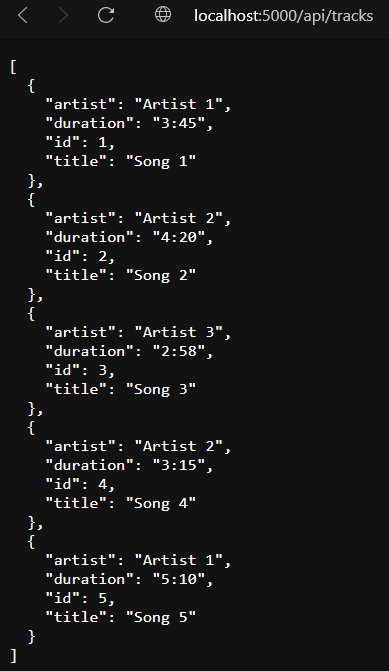 localhost:5000/api/tracks
[
  {
    "artist": "Artist 1",
    "duration": "3:45",
    "id": 1,
    "title": "Song 1"
  },
  {
    "artist": "Artist 2",
    "duration": "4:20",
    "id": 2,
    "title": "Song 2"
  },
  {
    "artist": "Artist 3",
    "duration": "2:58",
    "id": 3,
    "title": "Song 3"
  },
  {
    "artist": "Artist 2",
    "duration": "3:15",
    "id": 4,
    "title": "Song 4"
  },
  {
    "artist": "Artist 1",
    "duration": "5:10",
    "id": 5,
    "title": "Song 5"
  }
]